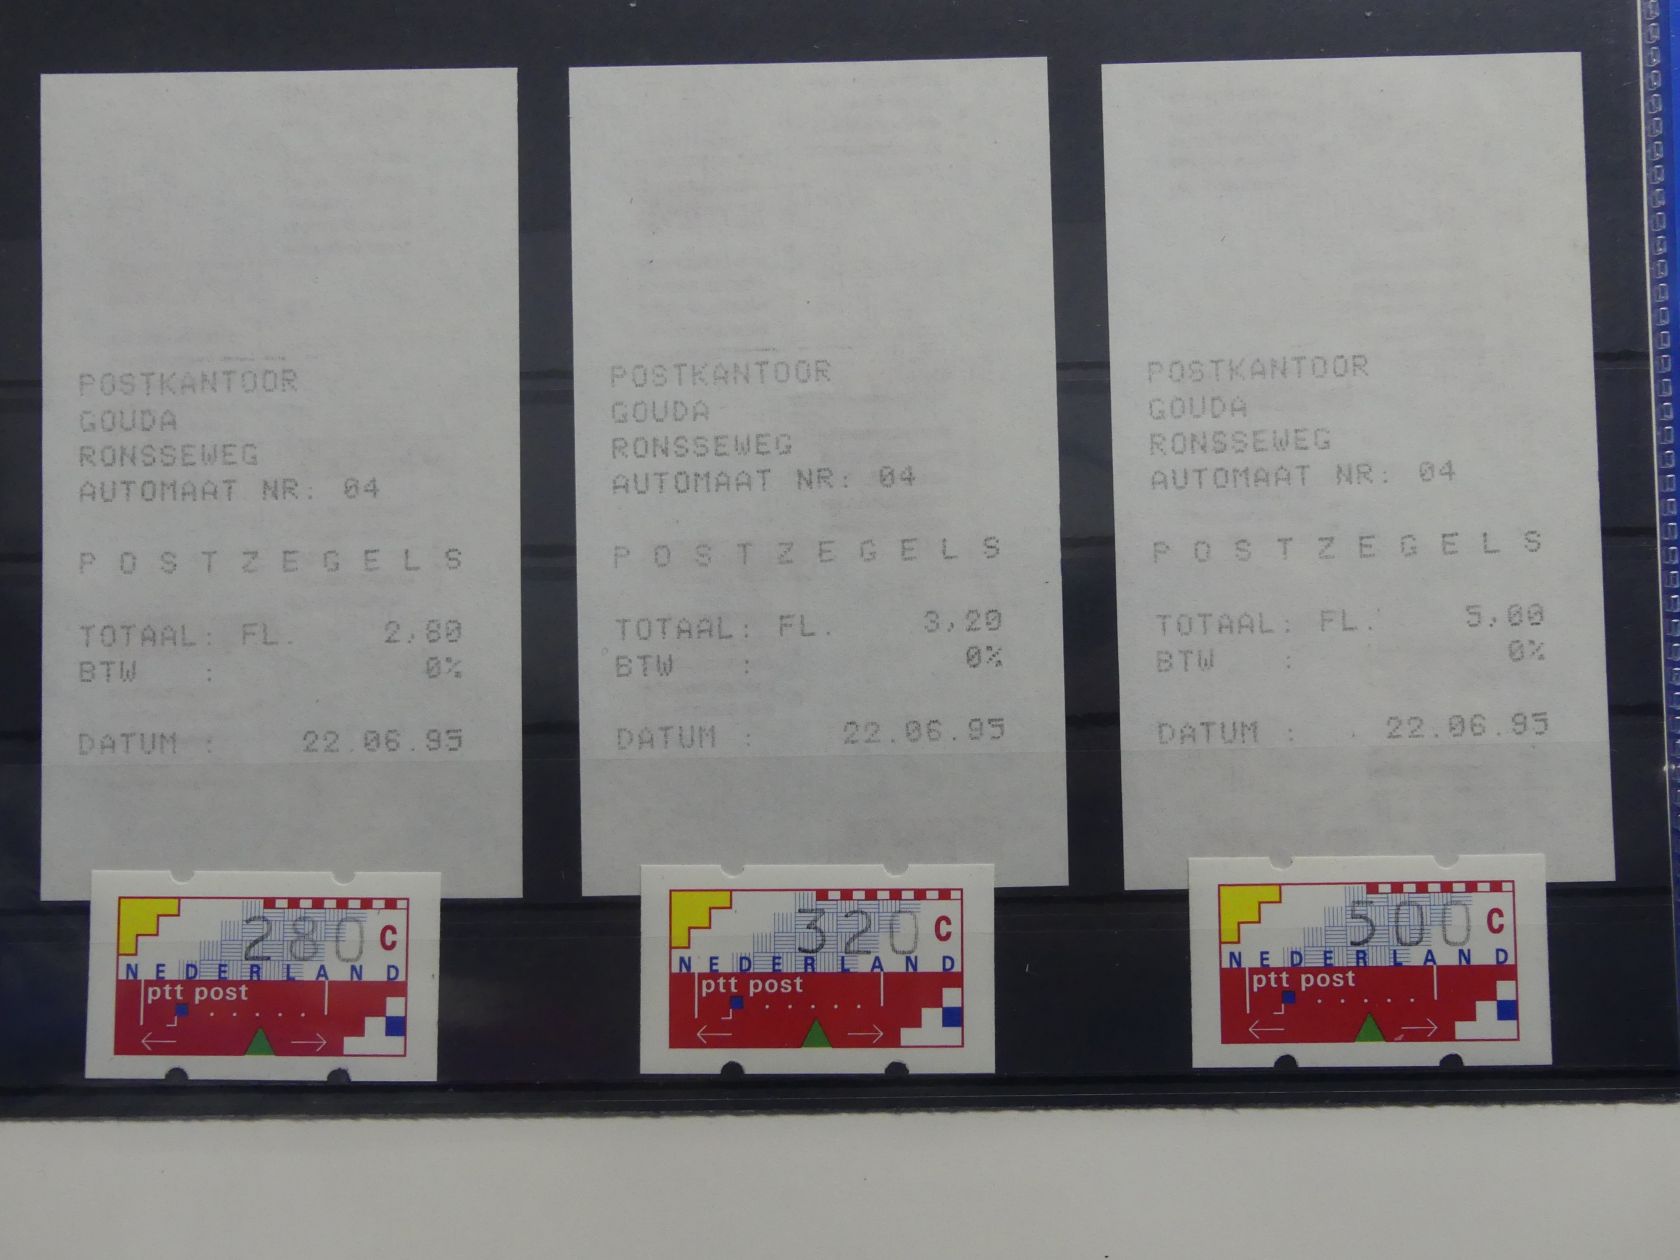 POSTKANTOOR
GOUDA
RONSSEWEG
AUTOMAAT NR: 04
P O S T Z E G E L S
TOTAAL: FL. 2,80
BTW : 0%
DATUM : 22.06.95
280 C
NEDERLAND
ptt post
POSTKANTOOR
GOUDA
RONSSEWEG
AUTOMAAT NR: 04
P O S T Z E G E L S
TOTAAL: FL. 3,20
BTW : 0%
DATUM : 22.06.95
320 C
NEDERLAND
ptt post
POSTKANTOOR
GOUDA
RONSSEWEG
AUTOMAAT NR: 04
P O S T Z E G E L S
TOTAAL: FL. 5,00
BTW : 0%
DATUM : 22.06.95
500 C
NEDERLAND
ptt post